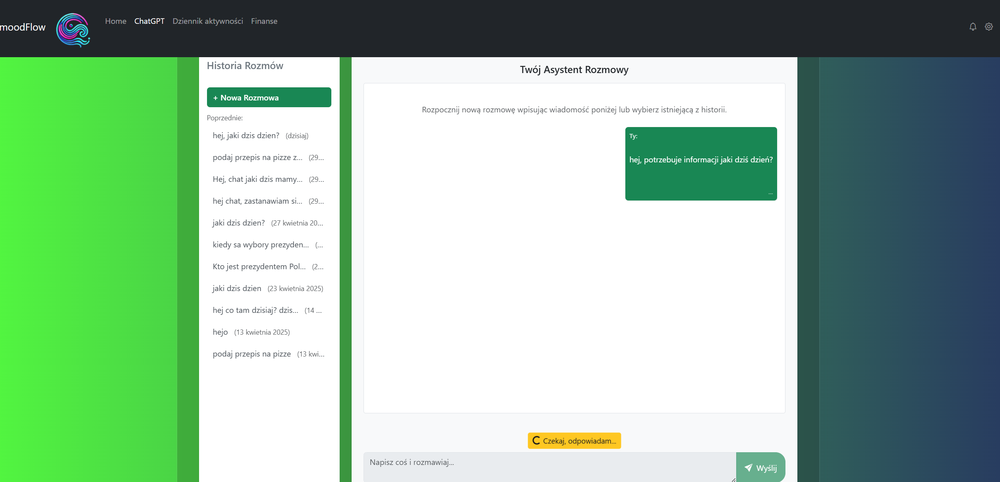 moodFlow
Home ChatGPT Dziennik aktywności Finanse
Historia Rozmów
+ Nowa Rozmowa
Poprzednie:
hej, jaki dzis dzien? (dzisiaj)
podaj przepis na pizze z... (29...
Hej, chat jaki dzis mamy... (29...
hej chat, zastanawiam si... (29...
jaki dzis dzien? (27 kwietnia 20...
kiedy sa wybory prezyden... (...
Kto jest prezydentem Pol... (2...
jaki dzis dzien (23 kwietnia 2025)
hej co tam dzisiaj? dzis... (14 ...
hejo (13 kwietnia 2025)
podaj przepis na pizze (13 kwi...
Twój Asystent Rozmowy
Rozpocznij nową rozmowę wpisując wiadomość poniżej lub wybierz istniejącą z historii.
Ty:
hej, potrzebuje informacji jaki dziś dzień?
...
Czekaj, odpowiadam...
Napisz coś i rozmawiaj...
Wyślij